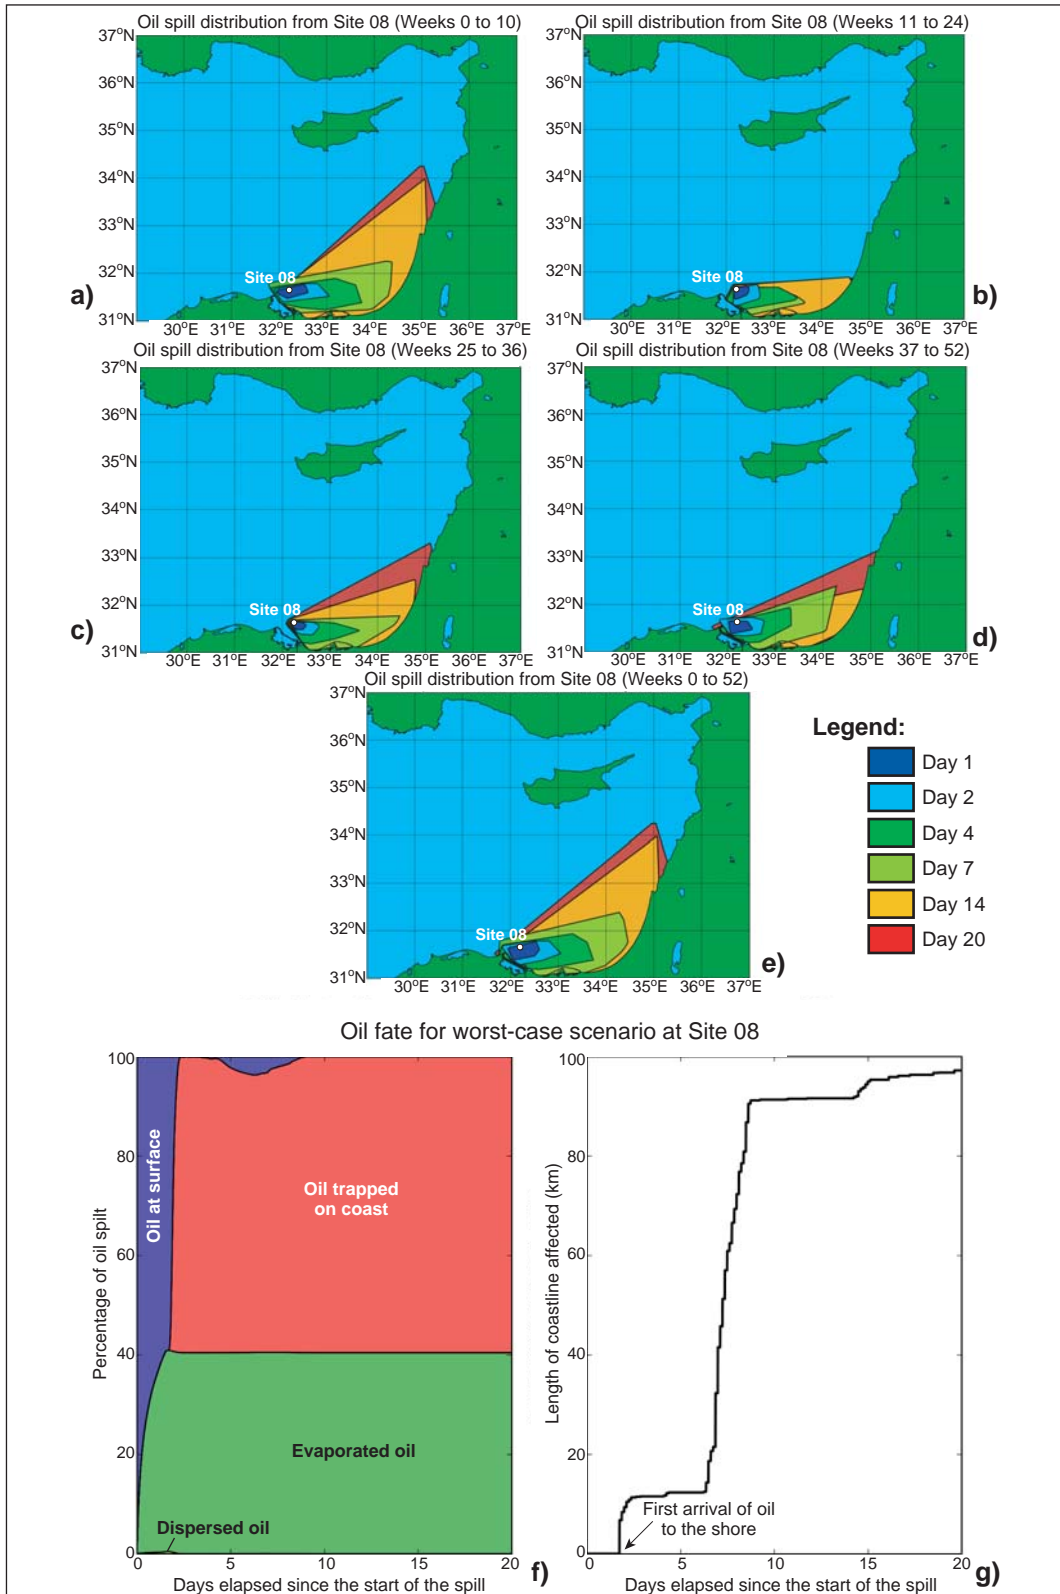 Oil spill distribution from Site 08 (Weeks 0 to 10)
37°N
36°N
35°N
34°N
33°N
32°N
31°N
Site 08
a)
30°E 31°E 32°E 33°E 34°E 35°E 36°E 37°E
Oil spill distribution from Site 08 (Weeks 11 to 24)
37°N
36°N
35°N
34°N
33°N
32°N
31°N
Site 08
b)
30°E 31°E 32°E 33°E 34°E 35°E 36°E 37°E
Oil spill distribution from Site 08 (Weeks 25 to 36)
37°N
36°N
35°N
34°N
33°N
32°N
31°N
Site 08
c)
30°E 31°E 32°E 33°E 34°E 35°E 36°E 37°E
Oil spill distribution from Site 08 (Weeks 37 to 52)
37°N
36°N
35°N
34°N
33°N
32°N
31°N
Site 08
d)
30°E 31°E 32°E 33°E 34°E 35°E 36°E 37°E
Oil spill distribution from Site 08 (Weeks 0 to 52)
37°N
36°N
35°N
34°N
33°N
32°N
31°N
Site 08
e)
30°E 31°E 32°E 33°E 34°E 35°E 36°E 37°E
Legend:
Day 1
Day 2
Day 4
Day 7
Day 14
Day 20
Oil fate for worst-case scenario at Site 08
100
80
60
40
20
0
Percentage of oil spilt
Oil at surface
Oil trapped
on coast
Evaporated oil
Dispersed oil
0 5 10 15 20
Days elapsed since the start of the spill
f)
100
80
60
40
20
0
Length of coastline affected (km)
First arrival of oil
to the shore
0 5 10 15 20
Days elapsed since the start of the spill
g)